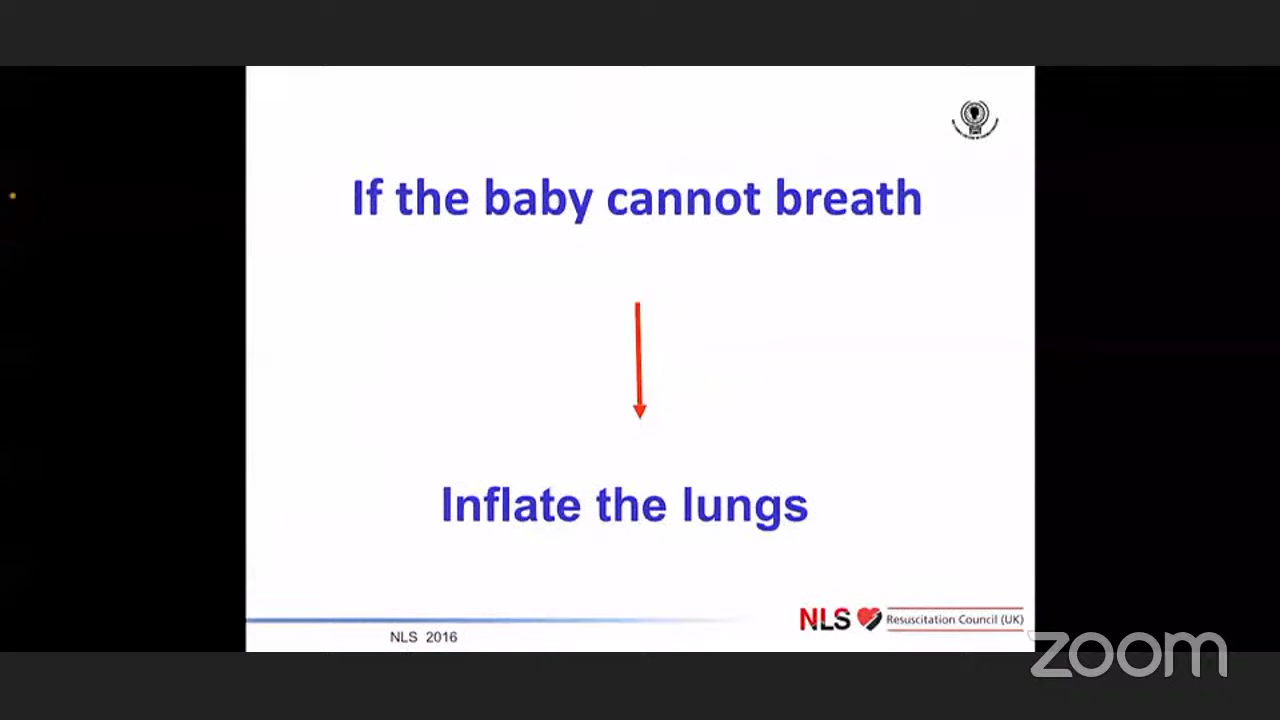 If the baby cannot breath
Inflate the lungs
NLS Resuscitation Council (UK)
NLS 2016
zoom